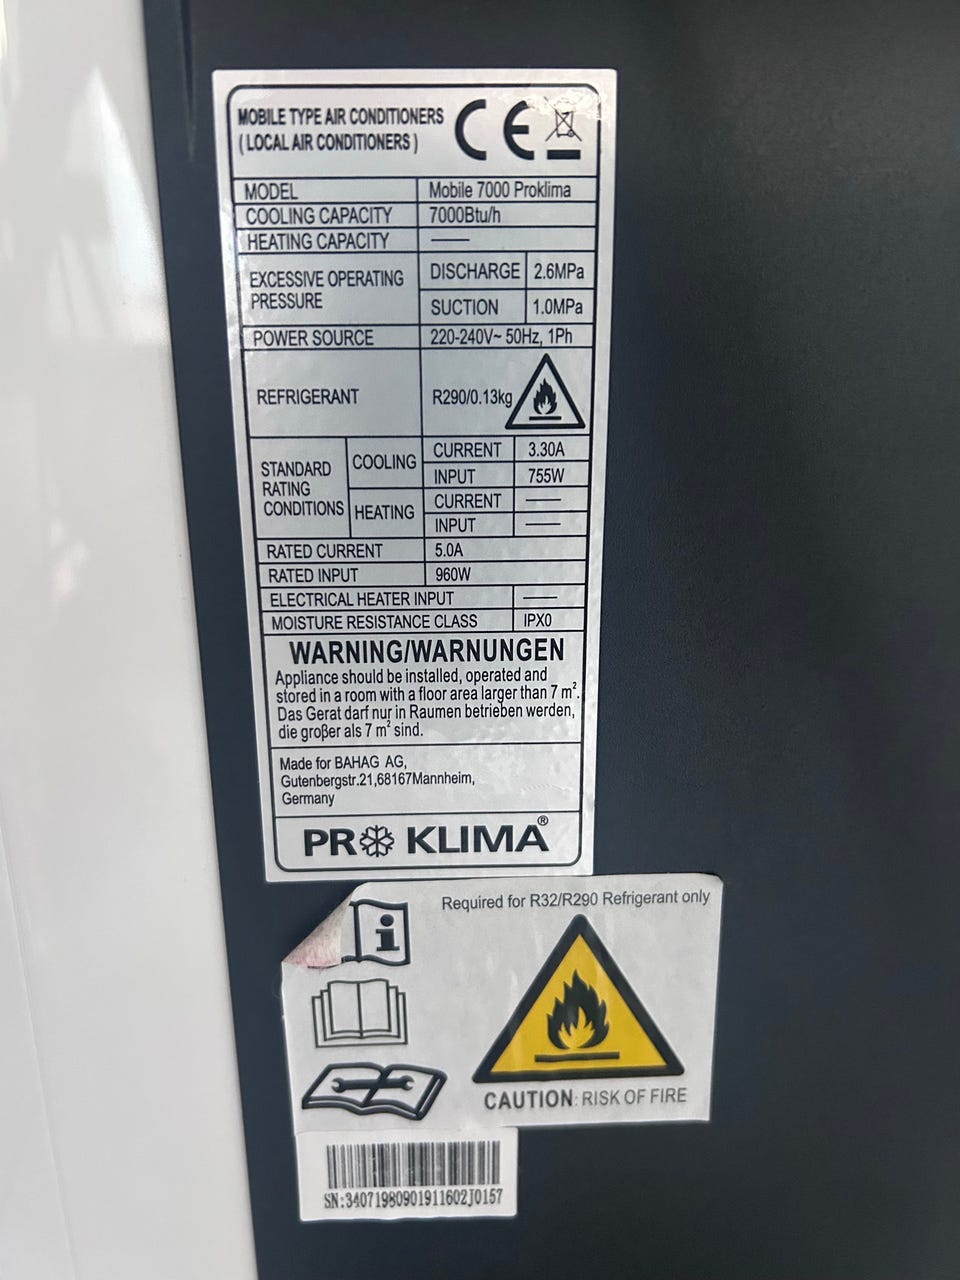 MOBILE TYPE AIR CONDITIONERS
( LOCAL AIR CONDITIONERS )
CE
MODEL Mobile 7000 Proklima
COOLING CAPACITY 7000Btu/h
HEATING CAPACITY ——
EXCESSIVE OPERATING
PRESSURE
DISCHARGE 2.6MPa
SUCTION 1.0MPa
POWER SOURCE 220-240V~ 50Hz, 1Ph
REFRIGERANT R290/0.13kg
STANDARD
RATING
CONDITIONS
COOLING
CURRENT 3.30A
INPUT 755W
HEATING
CURRENT ——
INPUT ——
RATED CURRENT 5.0A
RATED INPUT 960W
ELECTRICAL HEATER INPUT ——
MOISTURE RESISTANCE CLASS IPX0
WARNING/WARNUNGEN
Appliance should be installed, operated and
stored in a room with a floor area larger than 7 m².
Das Gerat darf nur in Raumen betrieben werden,
die großer als 7 m² sind.
Made for BAHAG AG,
Gutenbergstr.21,68167Mannheim,
Germany
PROKLIMA®
Required for R32/R290 Refrigerant only
i
CAUTION: RISK OF FIRE
SN:34071980901911602J0157